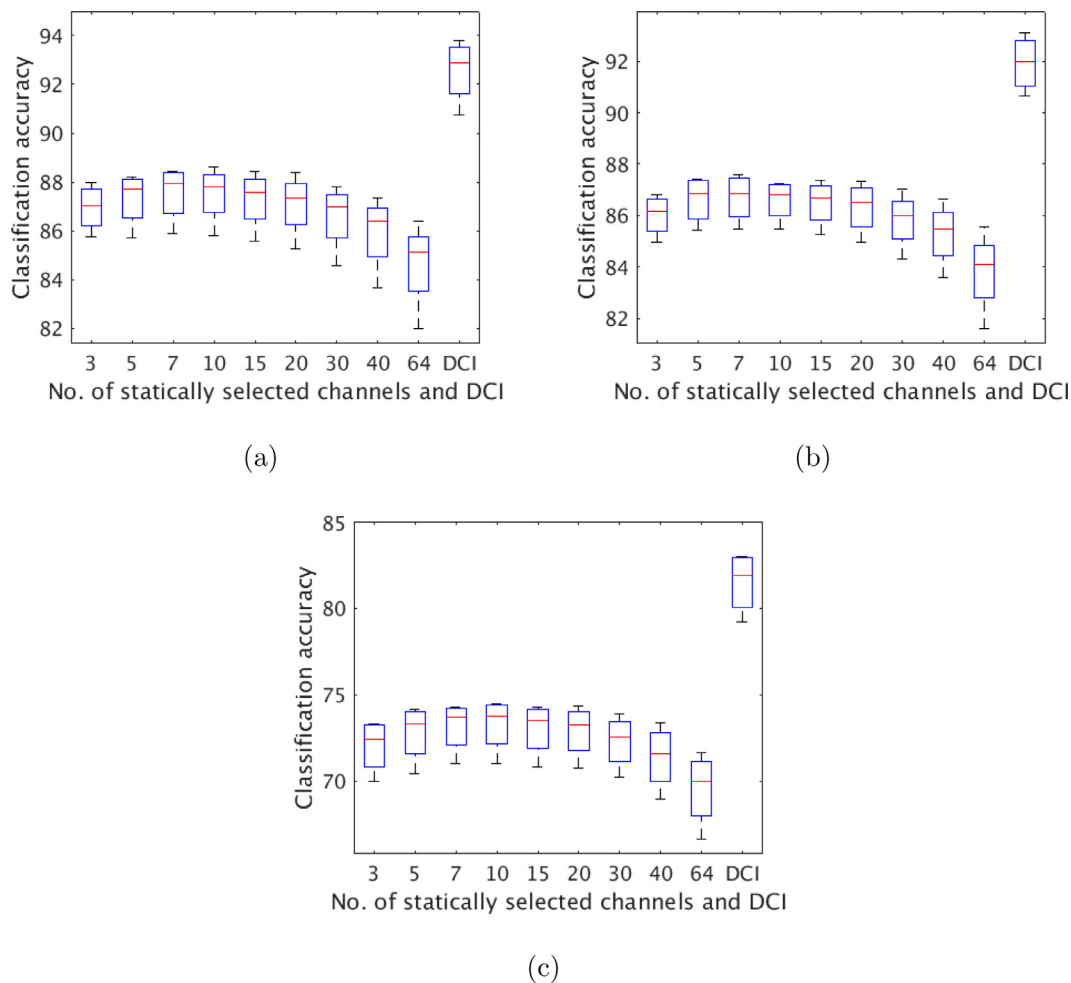 94
92
90
88
86
84
82
Classification accuracy
3 5 7 10 15 20 30 40 64 DCI
No. of statically selected channels and DCI
(a)
92
90
88
86
84
82
Classification accuracy
3 5 7 10 15 20 30 40 64 DCI
No. of statically selected channels and DCI
(b)
85
80
75
70
Classification accuracy
3 5 7 10 15 20 30 40 64 DCI
No. of statically selected channels and DCI
(c)